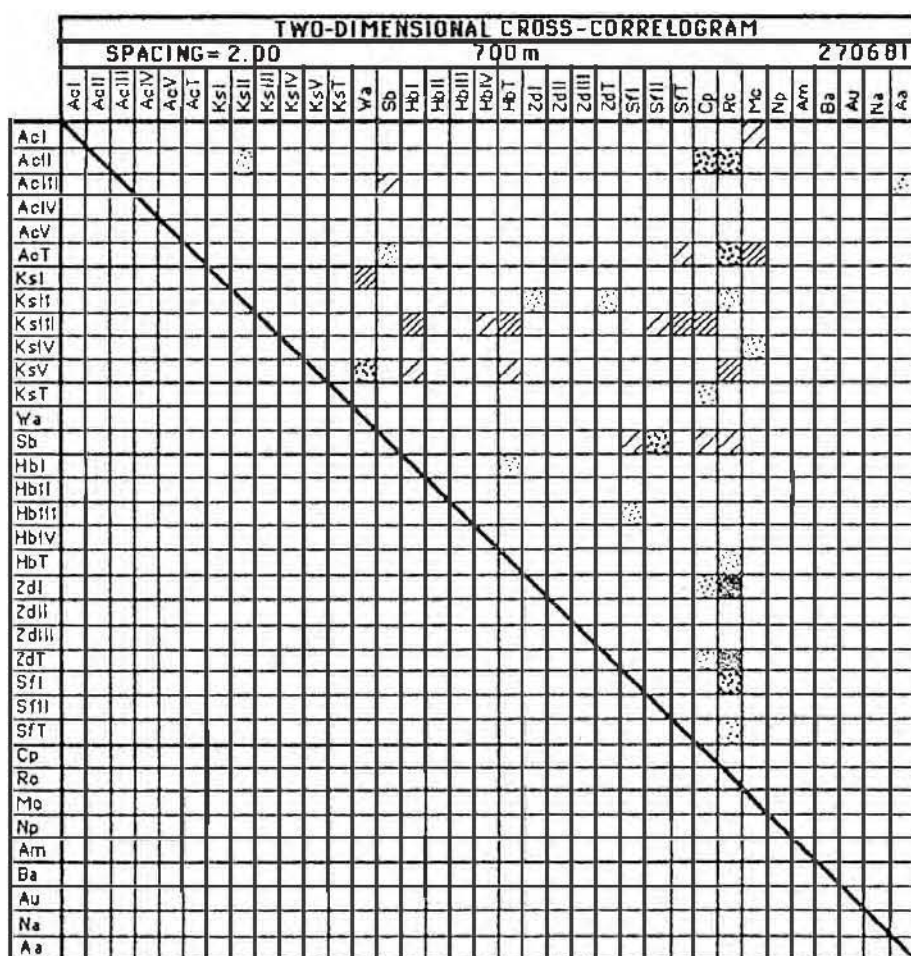 TWO-DIMENSIONAL CROSS-CORRELOGRAM
SPACING=2.00 700m 270681
AcI AcII AcIII AcIV AcV AcT KsI KsII KsIII KsIV KsV KsT Wa Sb HbI HbII HbIII HbIV HbT ZdI ZdII ZdIII ZdT SfI SfII SfT Cp Rc Mc Np Am Ba Au Na Aa
AcI
AcII
AcIII
AcIV
AcV
AcT
KsI
KsII
KsIII
KsIV
KsV
KsT
Wa
Sb
HbI
HbII
HbIII
HbIV
HbT
ZdI
ZdII
ZdIII
ZdT
SfI
SfII
SfT
Cp
Rc
Mc
Np
Am
Ba
Au
Na
Aa